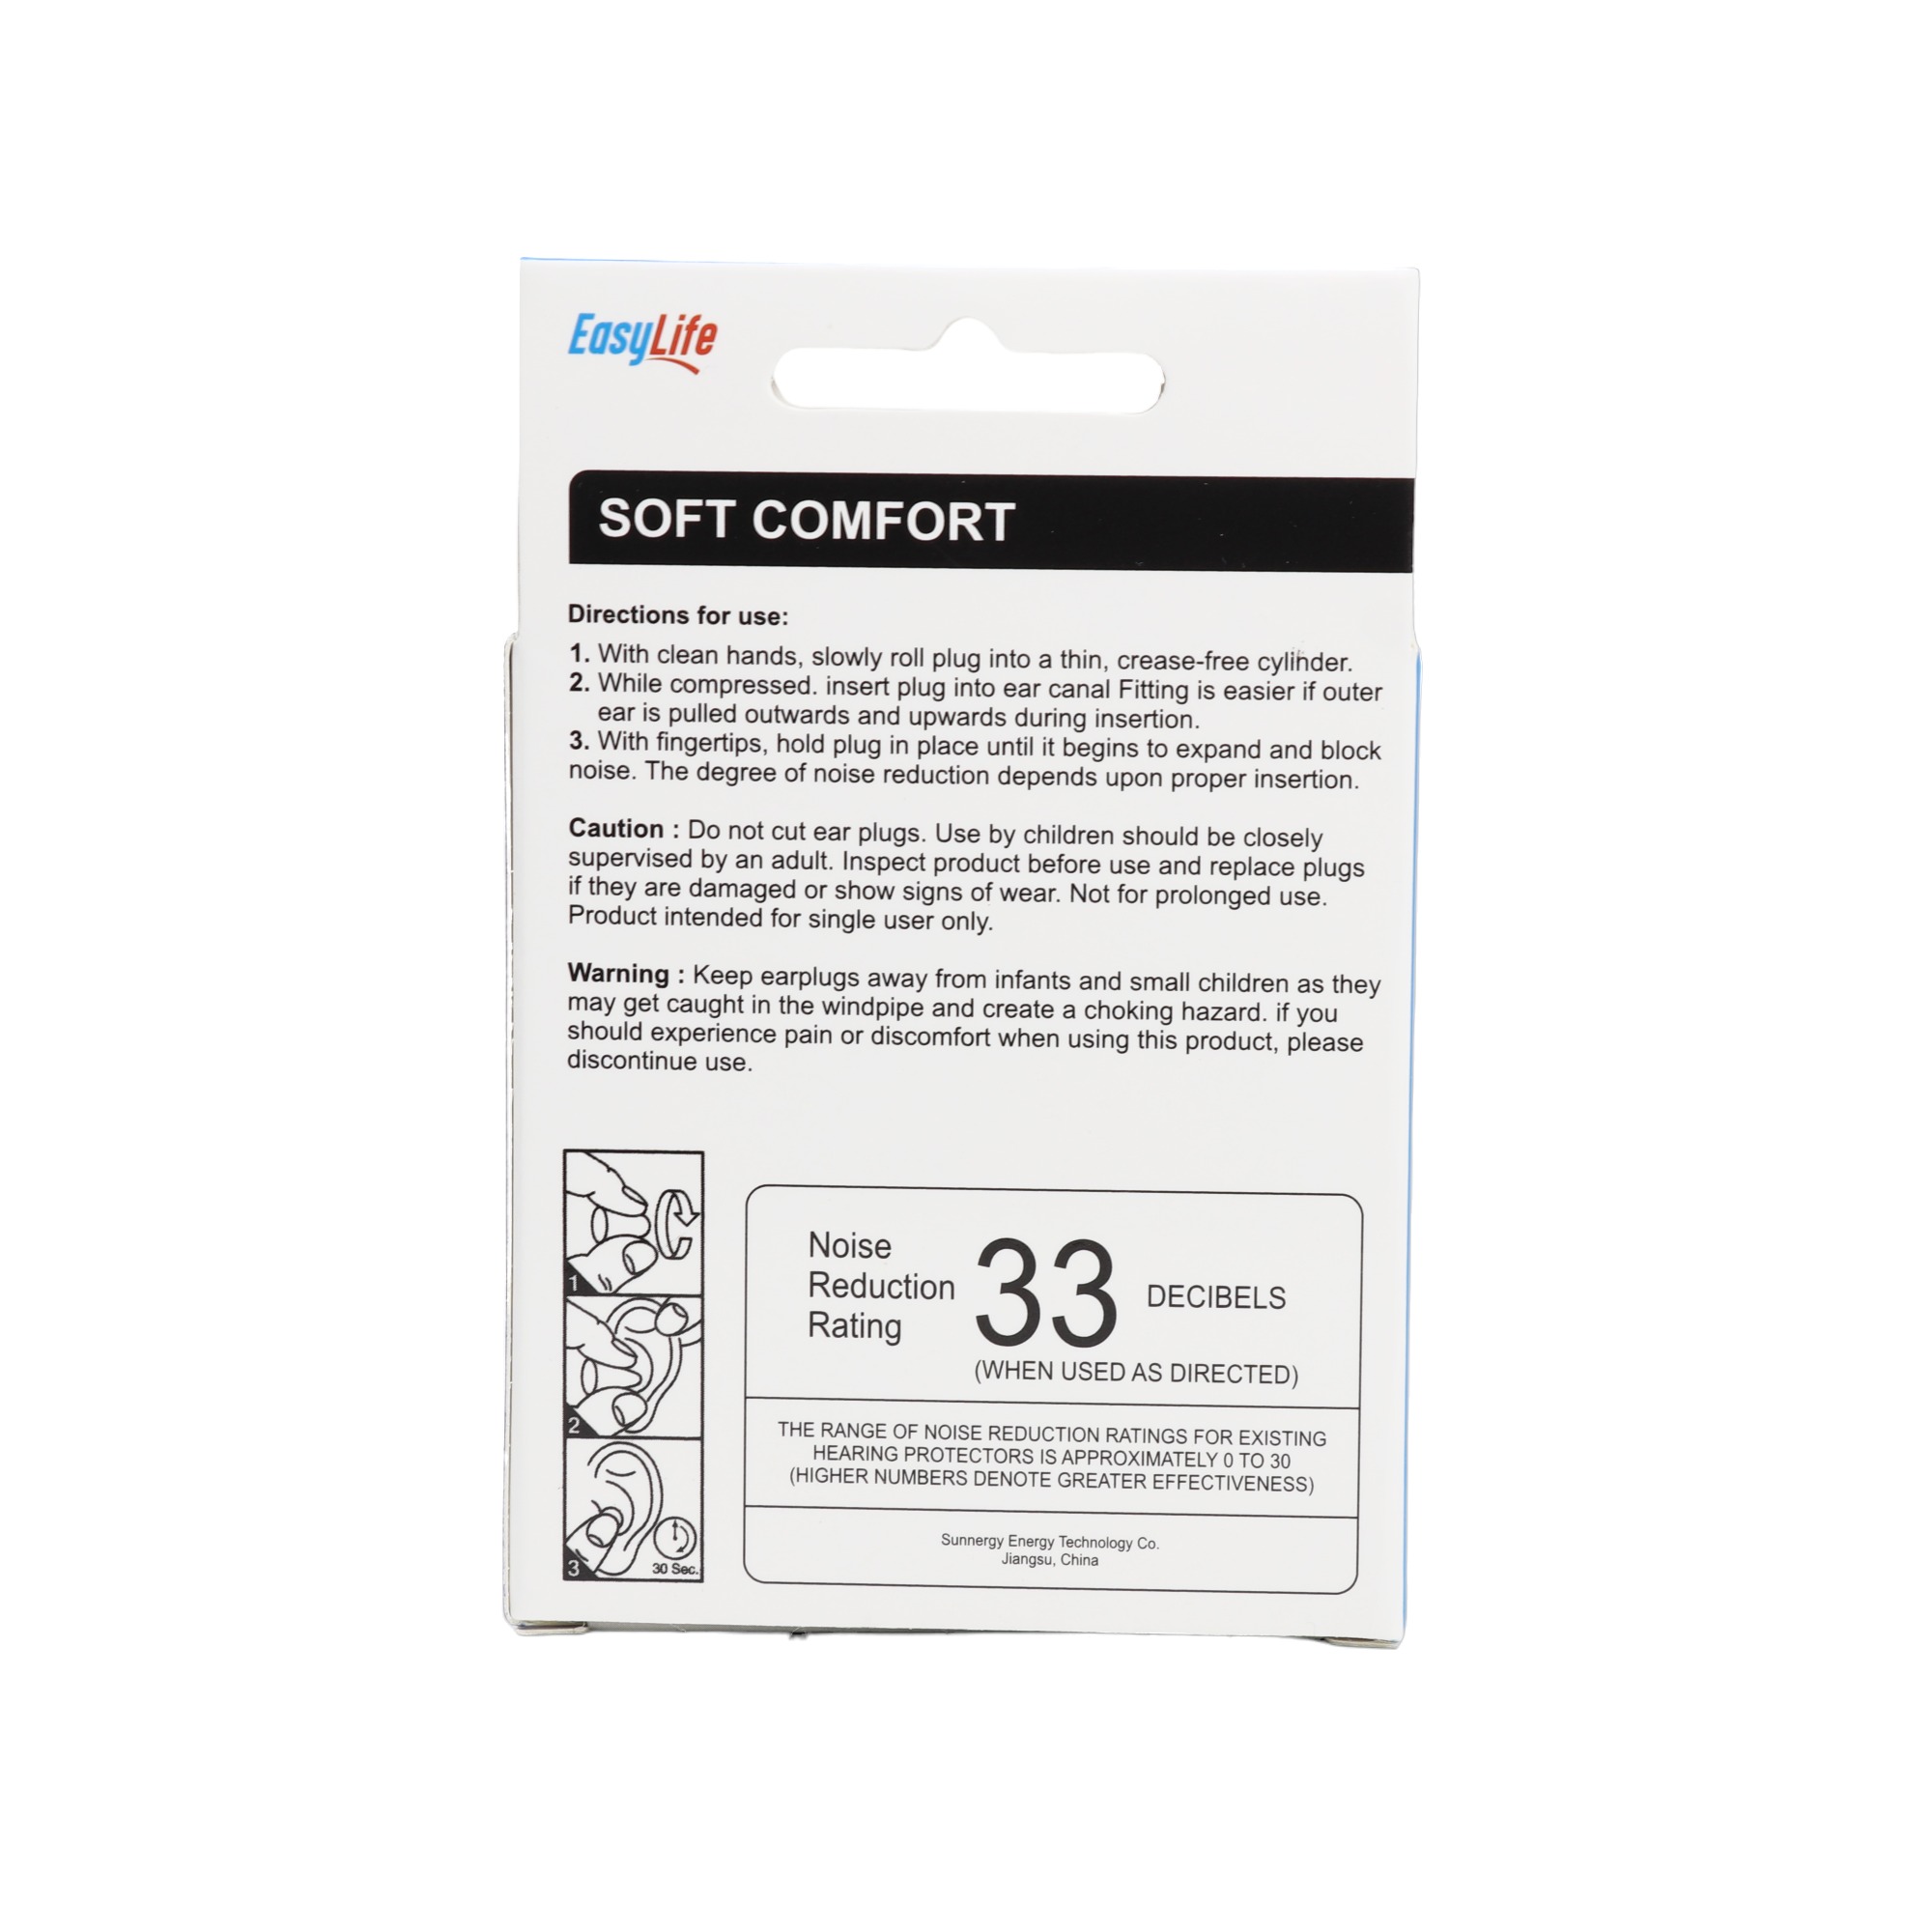 EasyLife
SOFT COMFORT
Directions for use:
1. With clean hands, slowly roll plug into a thin, crease-free cylinder.
2. While compressed. insert plug into ear canal Fitting is easier if outer
ear is pulled outwards and upwards during insertion.
3. With fingertips, hold plug in place until it begins to expand and block
noise. The degree of noise reduction depends upon proper insertion.
Caution : Do not cut ear plugs. Use by children should be closely
supervised by an adult. Inspect product before use and replace plugs
if they are damaged or show signs of wear. Not for prolonged use.
Product intended for single user only.
Warning : Keep earplugs away from infants and small children as they
may get caught in the windpipe and create a choking hazard. if you
should experience pain or discomfort when using this product, please
discontinue use.
1
2
3
30 Sec.
Noise
Reduction
Rating
33
DECIBELS
(WHEN USED AS DIRECTED)
THE RANGE OF NOISE REDUCTION RATINGS FOR EXISTING
HEARING PROTECTORS IS APPROXIMATELY 0 TO 30
(HIGHER NUMBERS DENOTE GREATER EFFECTIVENESS)
Sunnergy Energy Technology Co.
Jiangsu, China